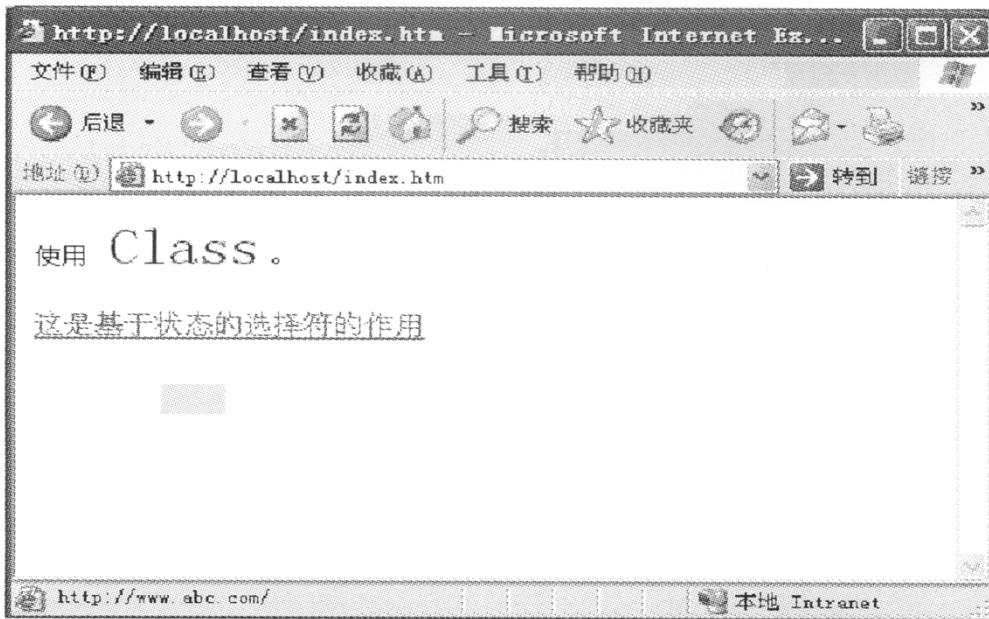 http://localhost/index.htm - Microsoft Internet Ex...
文件(F) 编辑(E) 查看(V) 收藏(A) 工具(T) 帮助(H)
后退 搜索 收藏夹 »
地址(D) http://localhost/index.htm 转到 链接 »
使用 Class。
这是基于状态的选择符的作用
http://www.abc.com/ 本地 Intranet